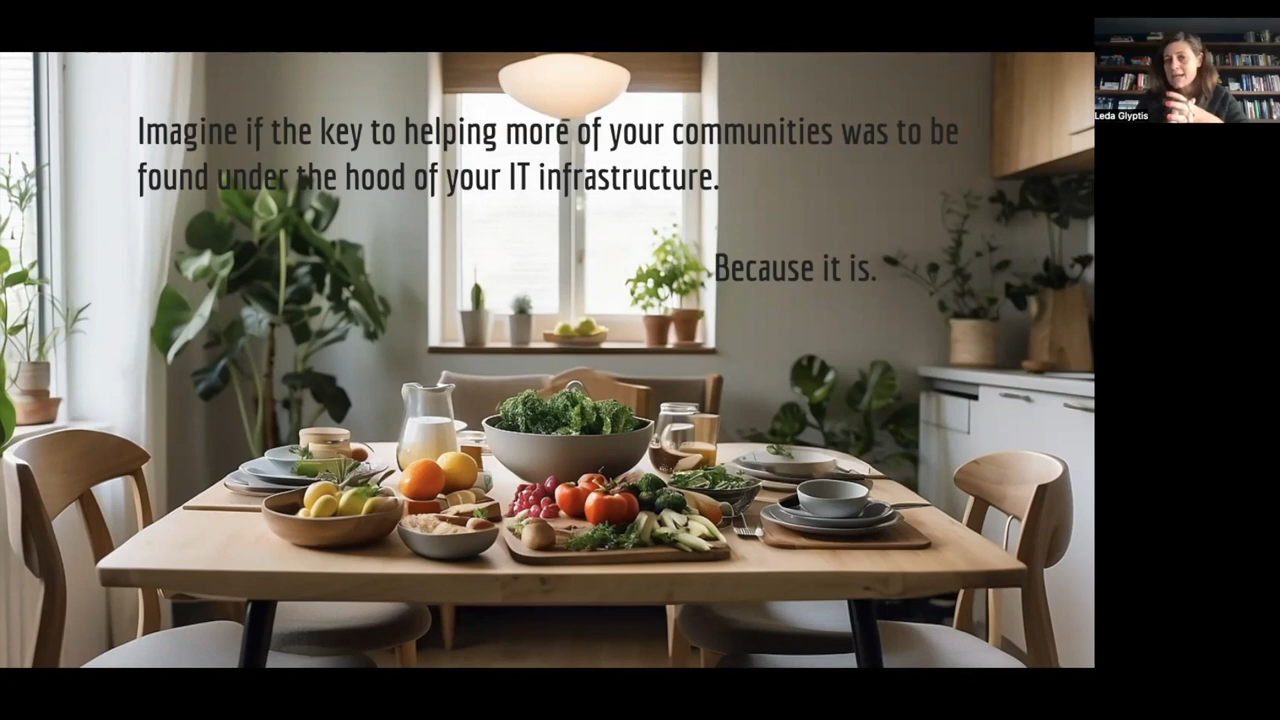 Imagine if the key to helping more of your communities was to be
found under the hood of your IT infrastructure.
Because it is.
Leda Glyptis